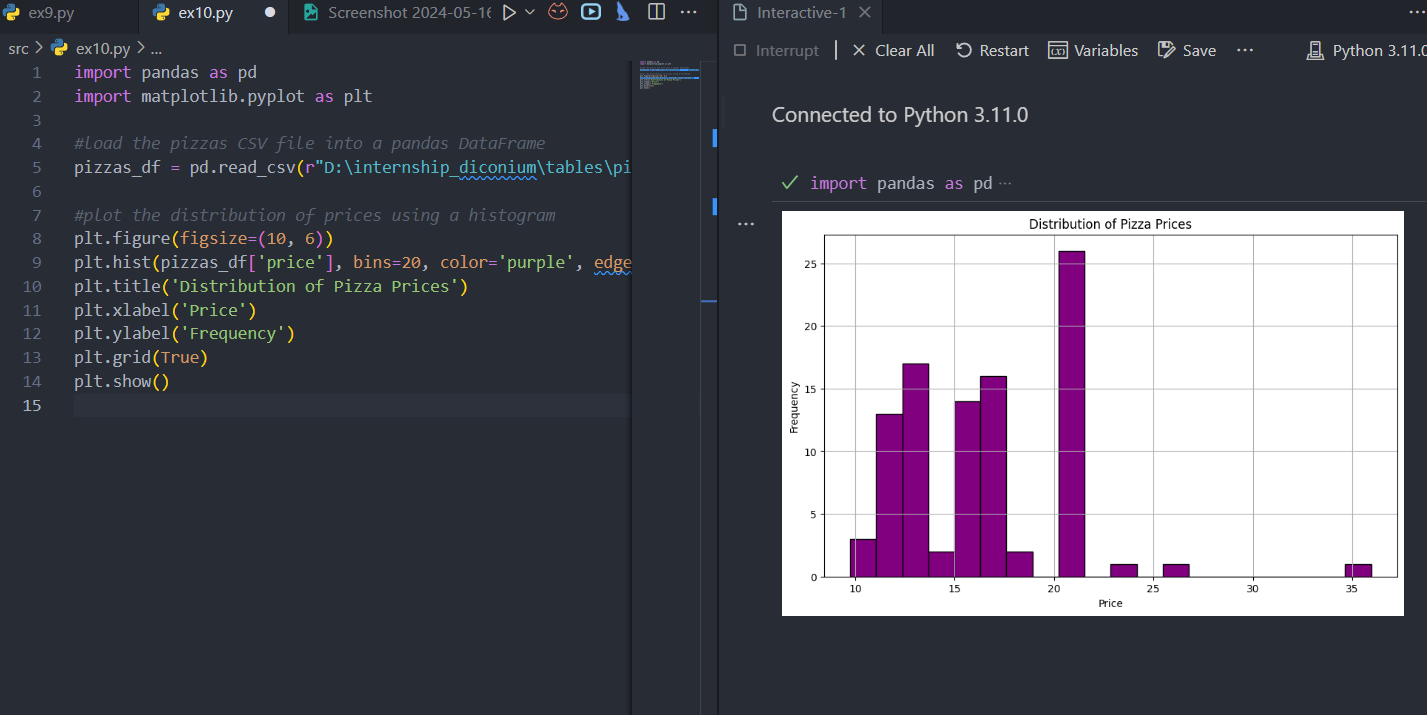 ex9.py
ex10.py
Screenshot 2024-05-16
src > ex10.py > ...
1 import pandas as pd
2 import matplotlib.pyplot as plt
3
4 #load the pizzas CSV file into a pandas DataFrame
5 pizzas_df = pd.read_csv(r"D:\internship_diconium\tables\pi
6
7 #plot the distribution of prices using a histogram
8 plt.figure(figsize=(10, 6))
9 plt.hist(pizzas_df['price'], bins=20, color='purple', edge
10 plt.title('Distribution of Pizza Prices')
11 plt.xlabel('Price')
12 plt.ylabel('Frequency')
13 plt.grid(True)
14 plt.show()
15
Interactive-1
Interrupt | Clear All Restart Variables Save ... Python 3.11.0
Connected to Python 3.11.0
import pandas as pd ...
Distribution of Pizza Prices
Frequency
25
20
15
10
5
0
10 15 20 25 30 35
Price